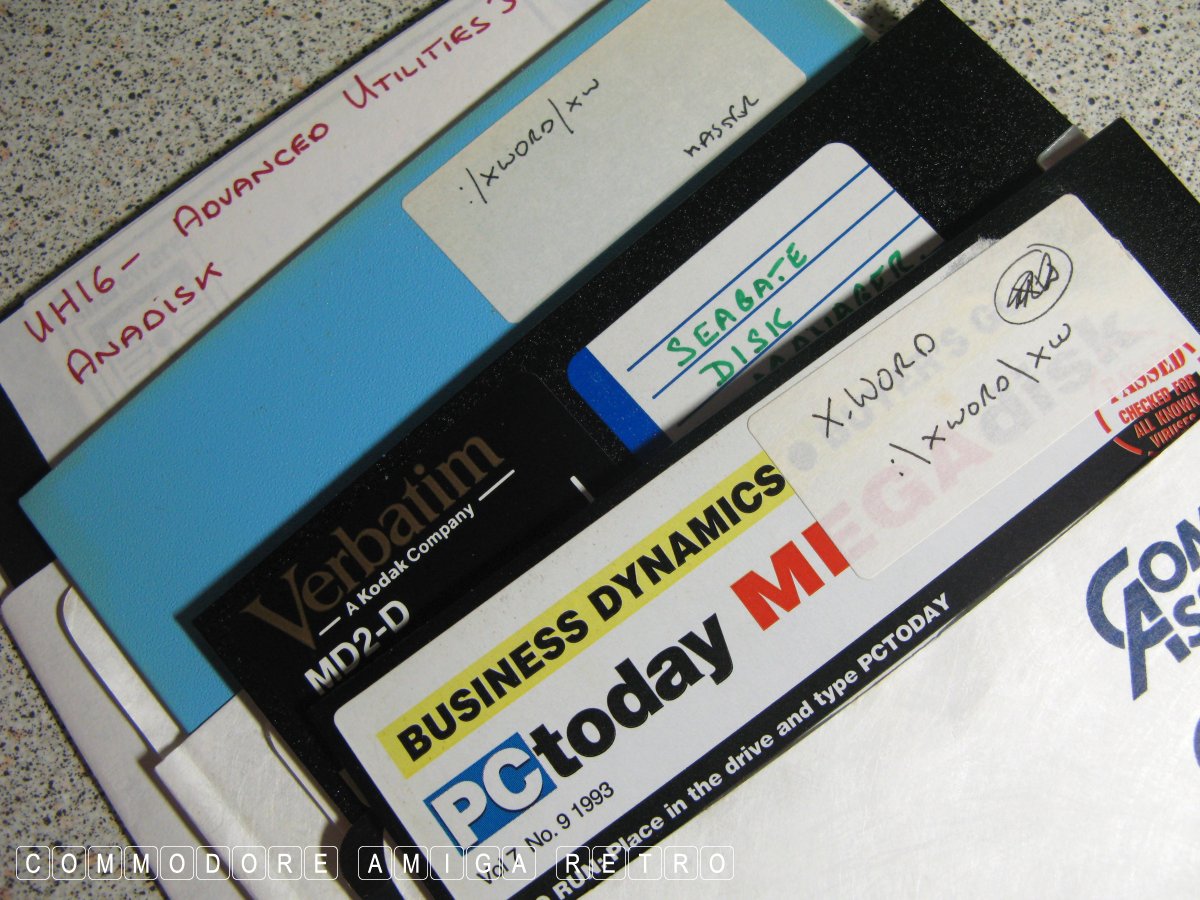 UH16 - ADVANCED UTILITIES 3
ANADISK
:/XWORD/XW
SEABATE
DISK
Verbatim
A Kodak Company
MD2-D
X.WORD
:/XWORD\XW
PASSED
CHECKED FOR
ALL KNOWN
VIRUSES
BUSINESS DYNAMICS
PCtoday MEGAdisk
Vol 7 No. 9 1993
RUN: Place in the drive and type PCTODAY
COMMODORE AMIGA RETRO